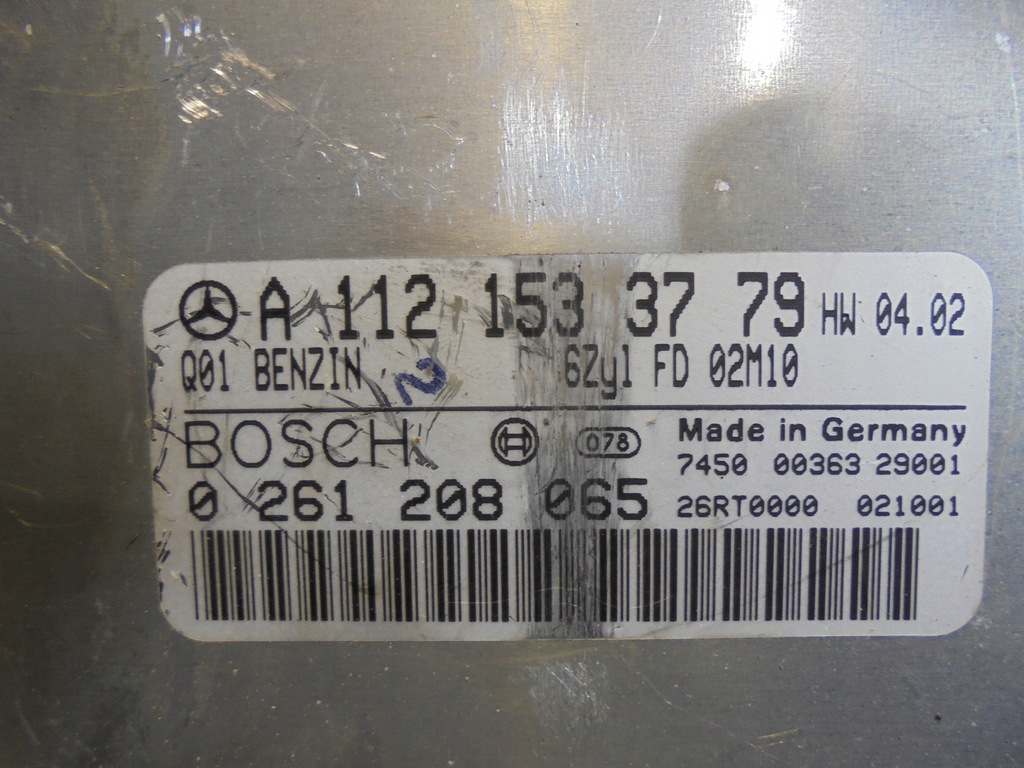 A 112 153 37 79 HW 04.02
Q01 BENZIN 2 6Zyl FD 02M10
BOSCH 078 Made in Germany
7450 00363 29001
0 261 208 065 26RT0000 021001